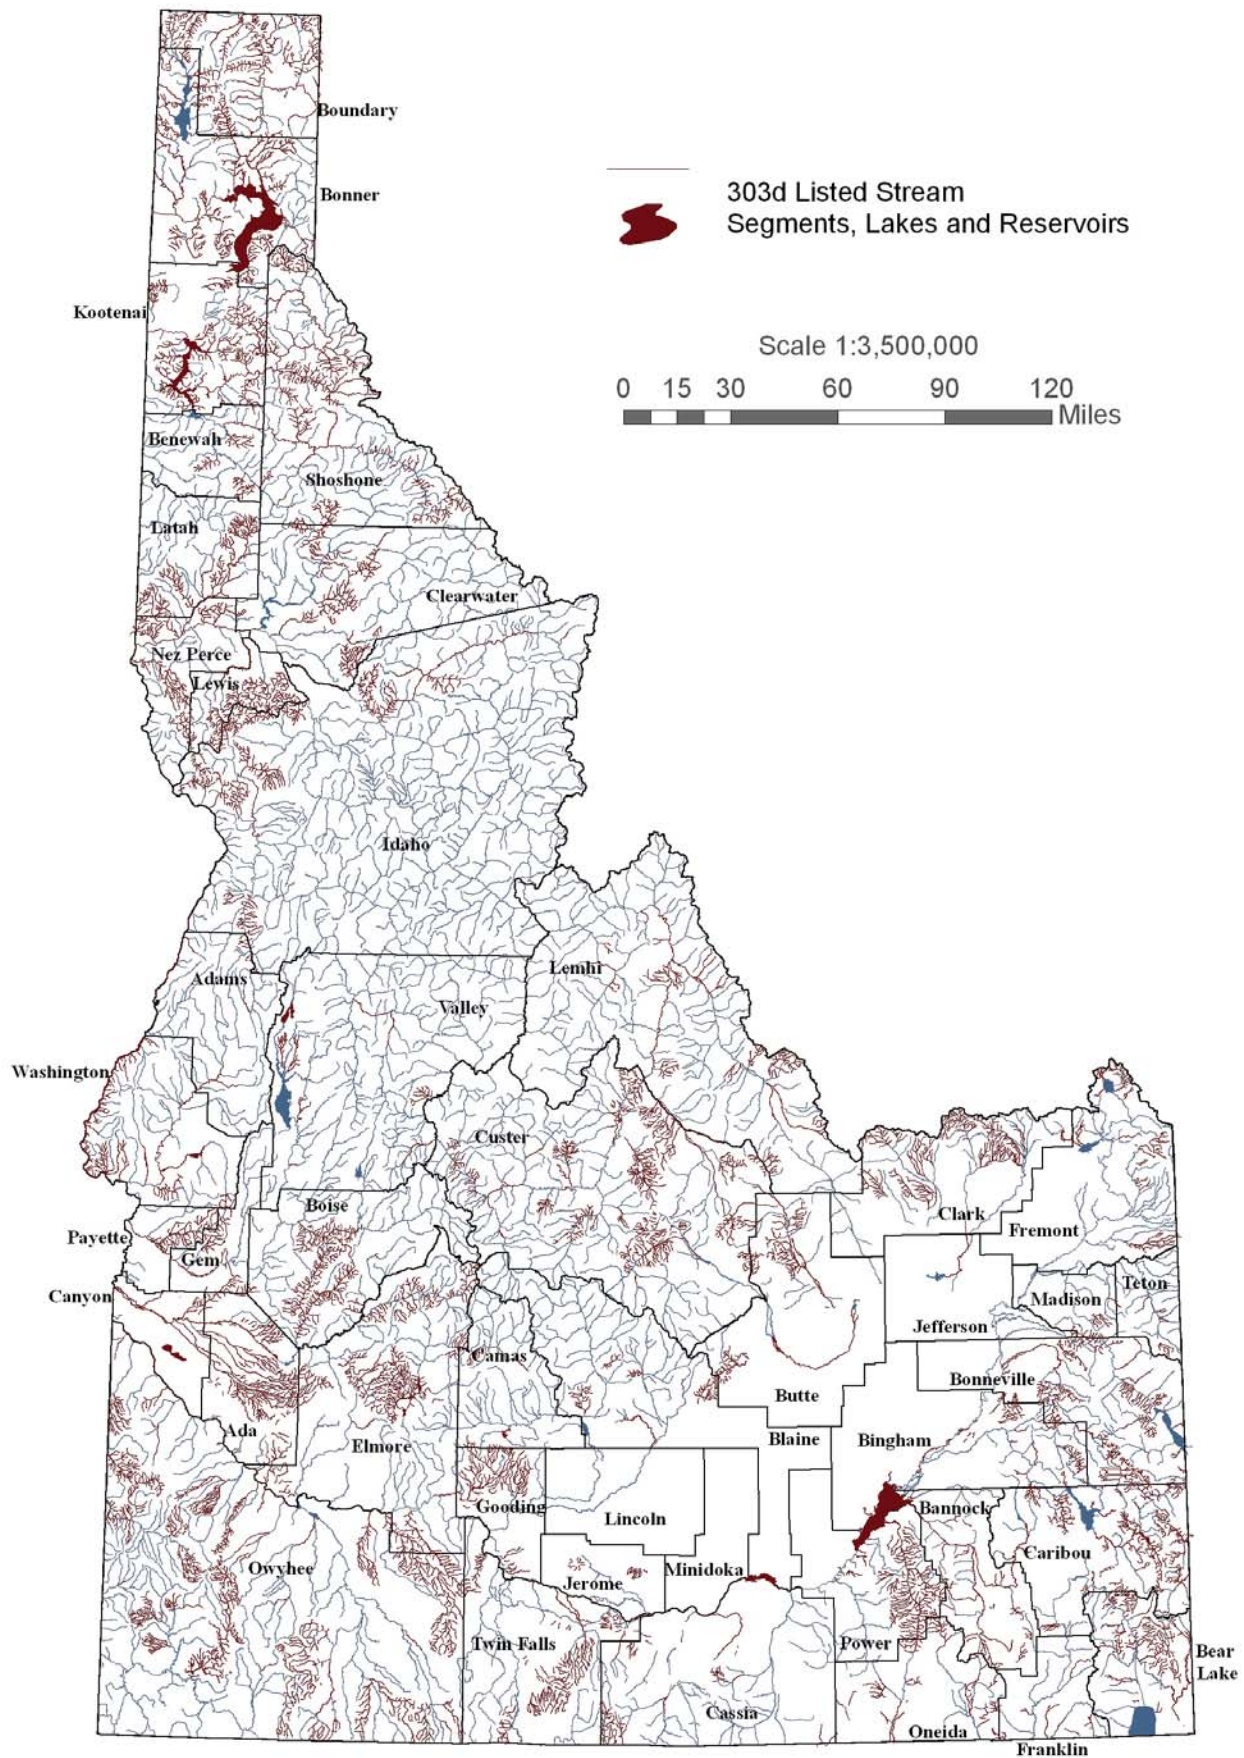 Boundary
Bonner
303d Listed Stream
Segments, Lakes and Reservoirs
Kootenai
Scale 1:3,500,000
0 15 30 60 90 120
Miles
Benewah
Shoshone
Latah
Clearwater
Nez Perce
Lewis
Idaho
Lemhi
Adams
Valley
Washington
Custer
Boise
Clark
Fremont
Payette
Gem
Teton
Canyon
Madison
Jefferson
Camas
Bonneville
Butte
Ada
Elmore
Blaine
Bingham
Gooding
Lincoln
Bannock
Caribou
Owyhee
Jerome
Minidoka
Twin Falls
Power
Bear
Lake
Cassia
Oneida
Franklin